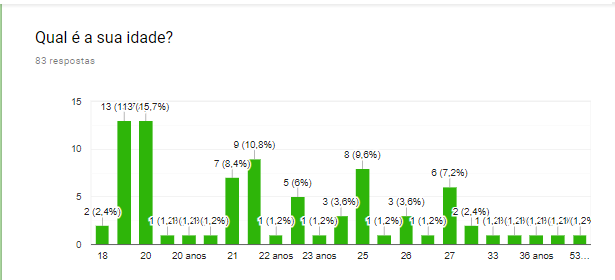 Qual é a sua idade?
83 respostas
15
13 (15,7%)
9 (10,8%)
10
8 (9,6%)
7 (8,4%)
6 (7,2%)
5 (6%)
5
3 (3,6%) 3 (3,6%)
2 (2,4%) 2 (2,4%)
1 (1,2%) 1 (1,2%) 1 (1,2%) 1 (1,2%) 1 (1,2%)
0
18 20 20 anos 21 22 anos 23 anos 25 26 27 33 36 anos 53...